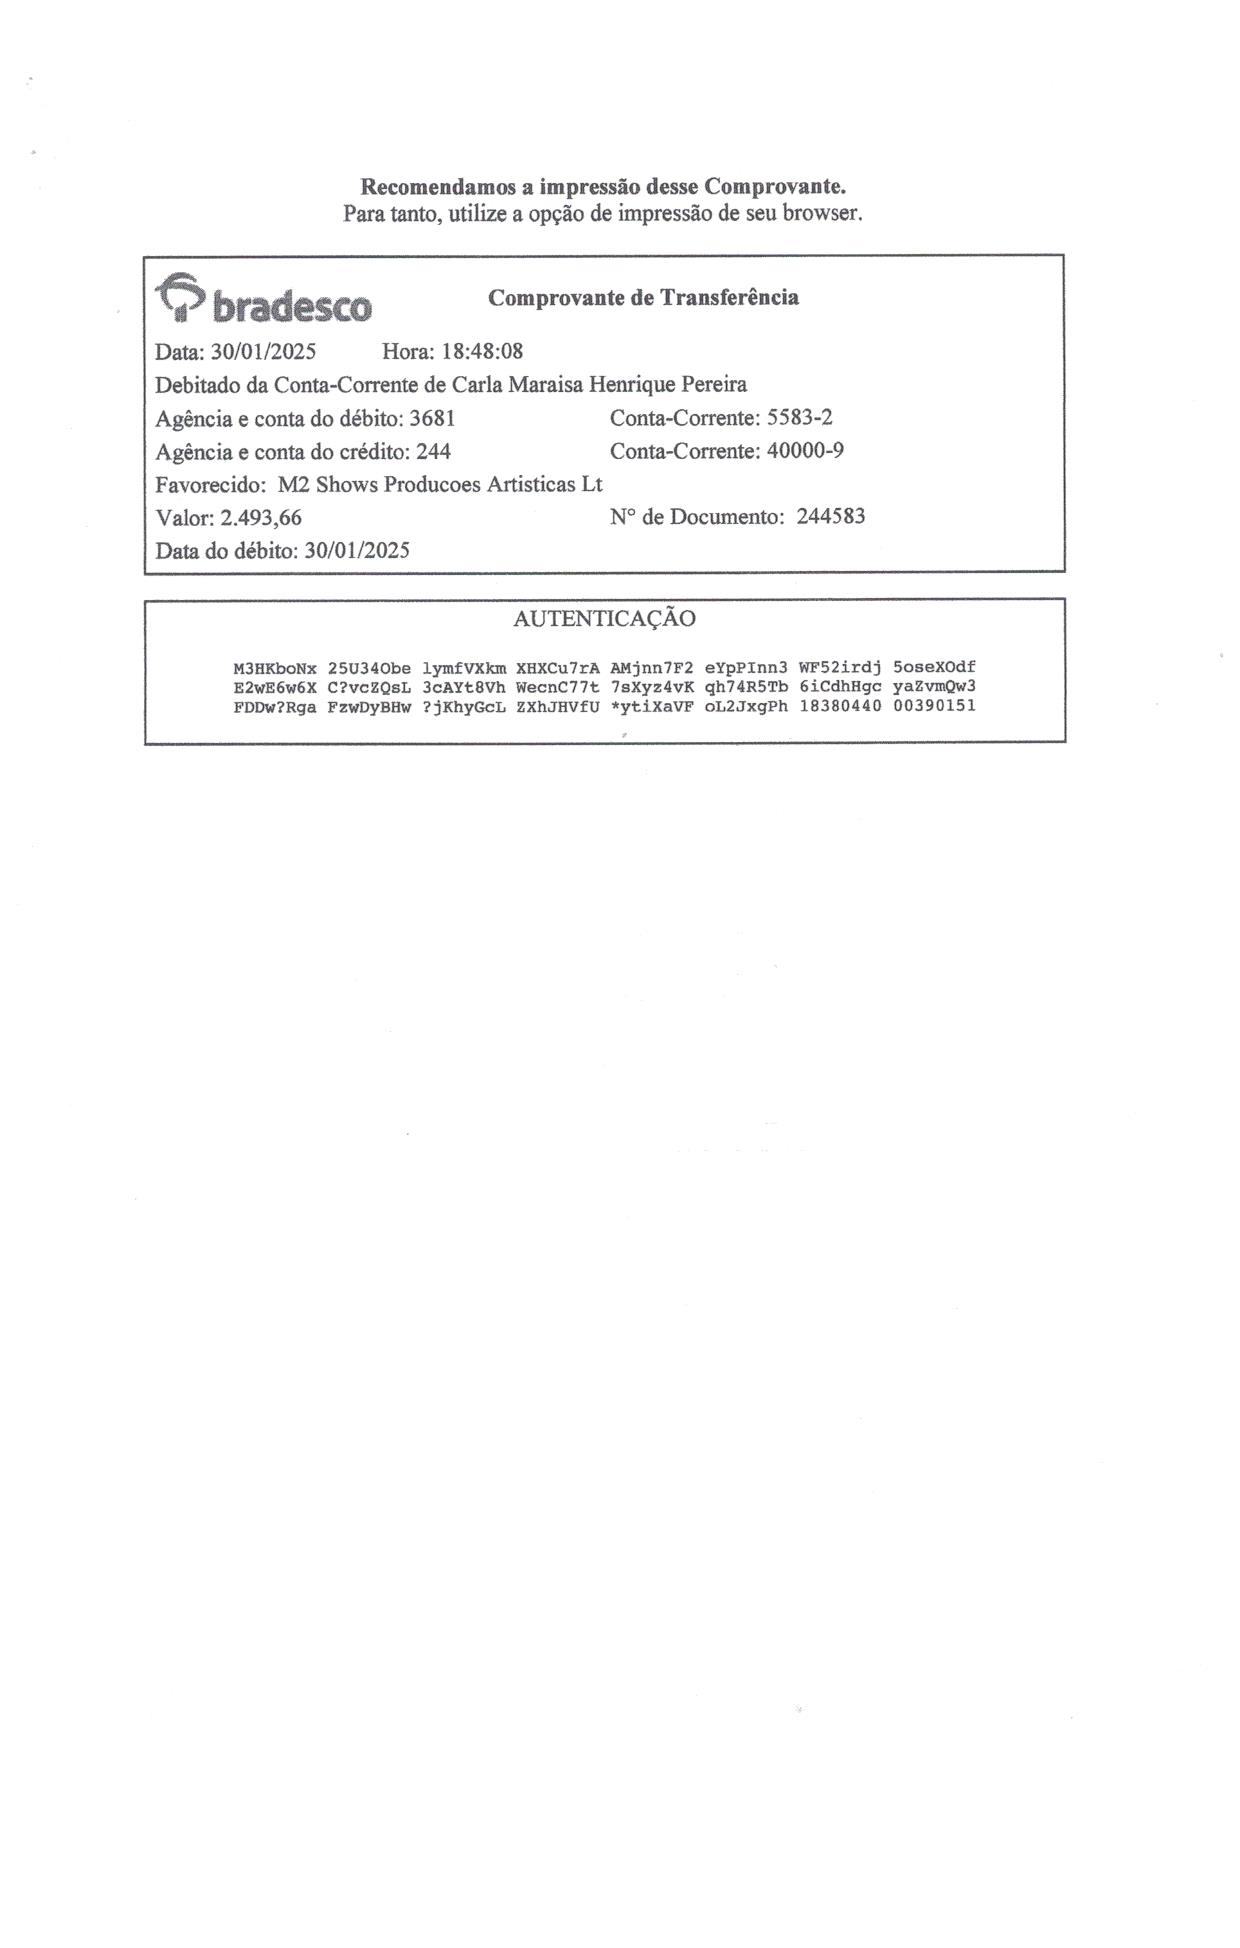 Recomendamos a impressão desse Comprovante.
Para tanto, utilize a opção de impressão de seu browser.
bradesco Comprovante de Transferência
Data: 30/01/2025 Hora: 18:48:08
Debitado da Conta-Corrente de Carla Maraisa Henrique Pereira
Agência e conta do débito: 3681 Conta-Corrente: 5583-2
Agência e conta do crédito: 244 Conta-Corrente: 40000-9
Favorecido: M2 Shows Producoes Artisticas Lt
Valor: 2.493,66 N° de Documento: 244583
Data do débito: 30/01/2025
AUTENTICAÇÃO
M3HKboNx 25U34Obe lymfVXkm XHXCu7rA AMjnn7F2 eYpPInn3 WF52irdj 5oseXOdf
E2wE6w6X C?vcZQsL 3cAYt8Vh WecnC77t 7sXyz4vK qh74R5Tb 6iCdhHgc yaZvmQw3
FDDw?Rga FzwDyBHw ?jKhyGcL ZXhJHVfU *ytiXaVF oL2JxgPh 18380440 00390151